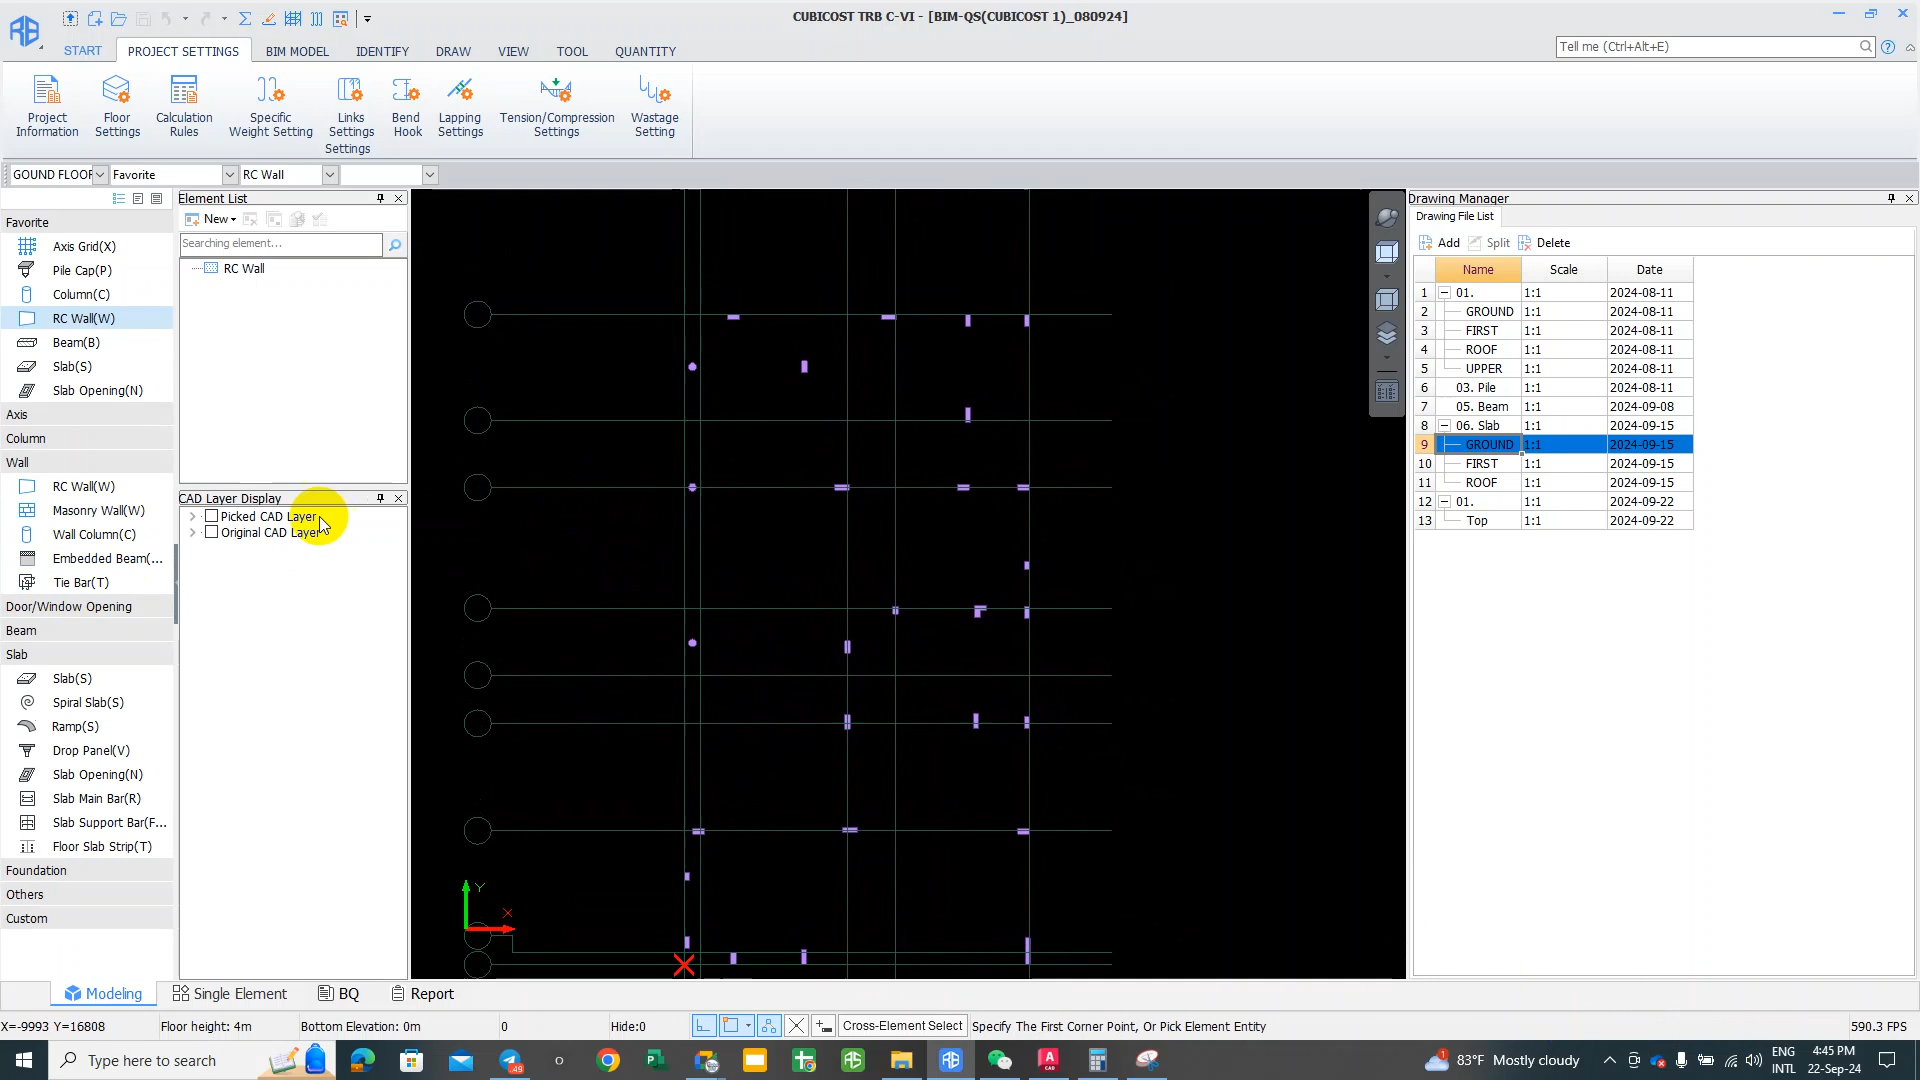 CUBICOST TRB C-VI - [BIM-QS(CUBICOST 1)_080924]
START PROJECT SETTINGS BIM MODEL IDENTIFY DRAW VIEW TOOL QUANTITY
Tell me (Ctrl+Alt+E)
Project Information
Floor Settings
Calculation Rules
Specific Weight Setting
Links Settings
Bend Hook
Lapping Settings
Tension/Compression Settings
Wastage Setting
Settings
GOUND FLOOR Favorite RC Wall
Favorite
Axis Grid(X)
Pile Cap(P)
Column(C)
RC Wall(W)
Beam(B)
Slab(S)
Slab Opening(N)
Axis
Column
Wall
RC Wall(W)
Masonry Wall(W)
Wall Column(C)
Embedded Beam(...
Tie Bar(T)
Door/Window Opening
Beam
Slab
Slab(S)
Spiral Slab(S)
Ramp(S)
Drop Panel(V)
Slab Opening(N)
Slab Main Bar(R)
Slab Support Bar(F...
Floor Slab Strip(T)
Foundation
Others
Custom
Element List
New
Searching element...
RC Wall
CAD Layer Display
Picked CAD Layer
Original CAD Layer
Y
X
Drawing Manager
Drawing File List
Add Split Delete
Name Scale Date
1 01. 1:1 2024-08-11
2 GROUND 1:1 2024-08-11
3 FIRST 1:1 2024-08-11
4 ROOF 1:1 2024-08-11
5 UPPER 1:1 2024-08-11
6 03. Pile 1:1 2024-08-11
7 05. Beam 1:1 2024-09-08
8 06. Slab 1:1 2024-09-15
9 GROUND 1:1 2024-09-15
10 FIRST 1:1 2024-09-15
11 ROOF 1:1 2024-09-15
12 01. 1:1 2024-09-22
13 Top 1:1 2024-09-22
Modeling Single Element BQ Report
X=-9993 Y=16808 Floor height: 4m Bottom Elevation: 0m 0 Hide:0 Cross-Element Select Specify The First Corner Point, Or Pick Element Entity 590.3 FPS
Type here to search
83°F Mostly cloudy
ENG
INTL
4:45 PM
22-Sep-24